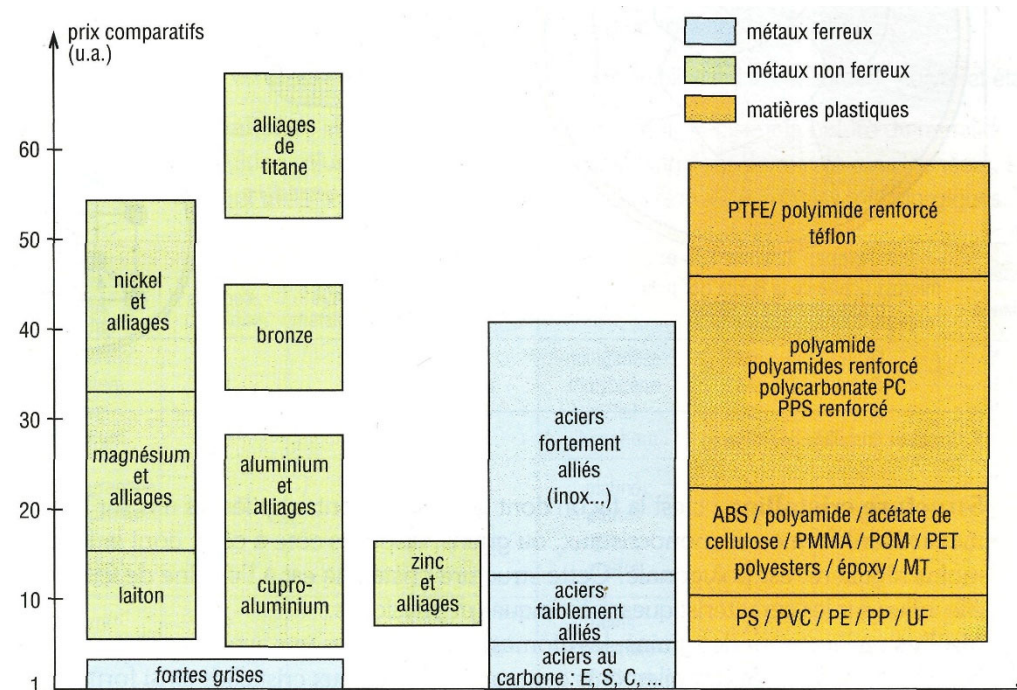 prix comparatifs
(u.a.)
60
50
40
30
20
10
1
métaux ferreux
métaux non ferreux
matières plastiques
nickel
et
alliages
magnésium
et
alliages
laiton
fontes grises
alliages
de
titane
bronze
aluminium
et
alliages
cupro-
aluminium
zinc
et
alliages
aciers
fortement
alliés
(inox...)
aciers
faiblement
alliés
aciers au
carbone : E, S, C, ...
PTFE/ polyimide renforcé
téflon
polyamide
polyamides renforcé
polycarbonate PC
PPS renforcé
ABS / polyamide / acétate de
cellulose / PMMA / POM / PET
polyesters / époxy / MT
PS / PVC / PE / PP / UF